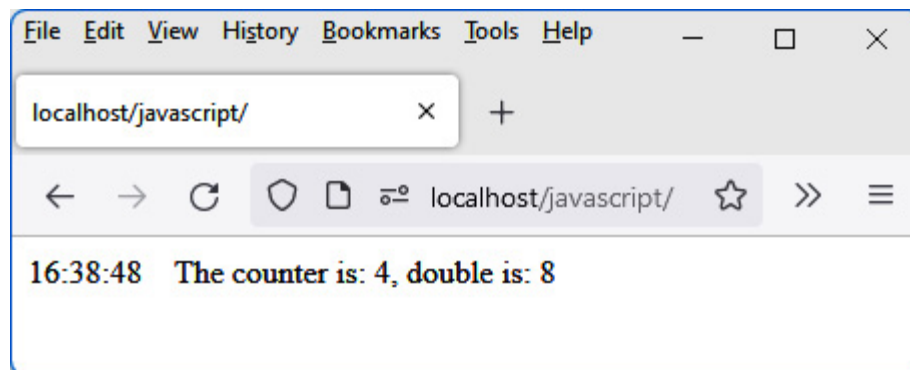 File Edit View History Bookmarks Tools Help
localhost/javascript/
localhost/javascript/
16:38:48 The counter is: 4, double is: 8